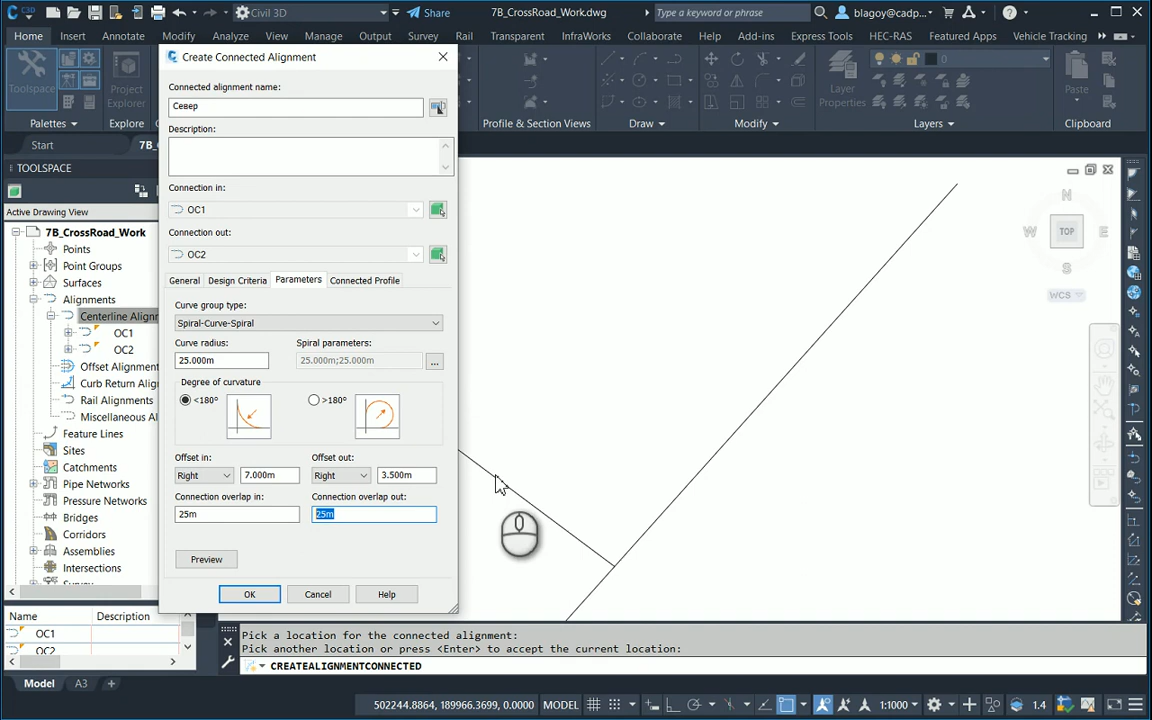 C3D Civil 3D Share 7B_CrossRoad_Work.dwg Type a keyword or phrase blagoy@cadp...
Home Insert Annotate Modify Analyze View Manage Output Survey Rail Transparent InfraWorks Collaborate Help Add-ins Express Tools HEC-RAS Featured Apps Vehicle Tracking
Toolspace
Project Explorer
Layer Properties
0
Paste
Palettes Explore Profile & Section Views Draw Modify Layers Clipboard
Start 7B_
TOOLSPACE
Active Drawing View
7B_CrossRoad_Work
Points
Point Groups
Surfaces
Alignments
Centerline Alignm
OC1
OC2
Offset Alignment
Curb Return Alig
Rail Alignments
Miscellaneous Al
Feature Lines
Sites
Catchments
Pipe Networks
Pressure Networks
Bridges
Corridors
Assemblies
Intersections
Name Description
OC1
OC2
Create Connected Alignment
Connected alignment name:
Север
Description:
Connection in:
OC1
Connection out:
OC2
General Design Criteria Parameters Connected Profile
Curve group type:
Spiral-Curve-Spiral
Curve radius: Spiral parameters:
25.000m 25.000m;25.000m ...
Degree of curvature
<180° >180°
Offset in: Offset out:
Right 7.000m Right 3.500m
Connection overlap in: Connection overlap out:
25m 25m
Preview
OK Cancel Help
N
W TOP E
S
WCS
Pick a location for the connected alignment:
Pick another location or press <Enter> to accept the current location:
CREATEALIGNMENTCONNECTED
Model A3 +
502244.8864, 189966.3699, 0.0000 MODEL 1:1000 1.4